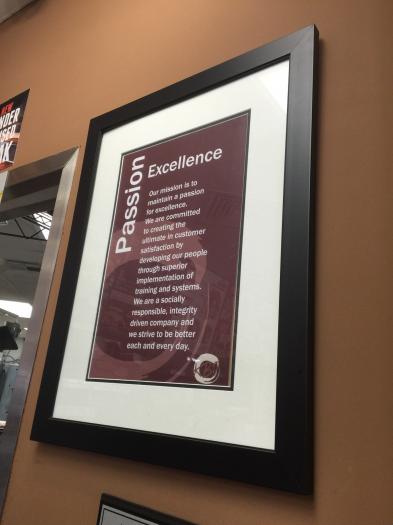 NEW
Passion
Excellence
Our mission is to
maintain a passion
for excellence.
We are committed
to creating the
ultimate in customer
satisfaction by
developing our people
through superior
implementation of
training and systems.
We are a socially
responsible, integrity
driven company and
we strive to be better
each and every day.